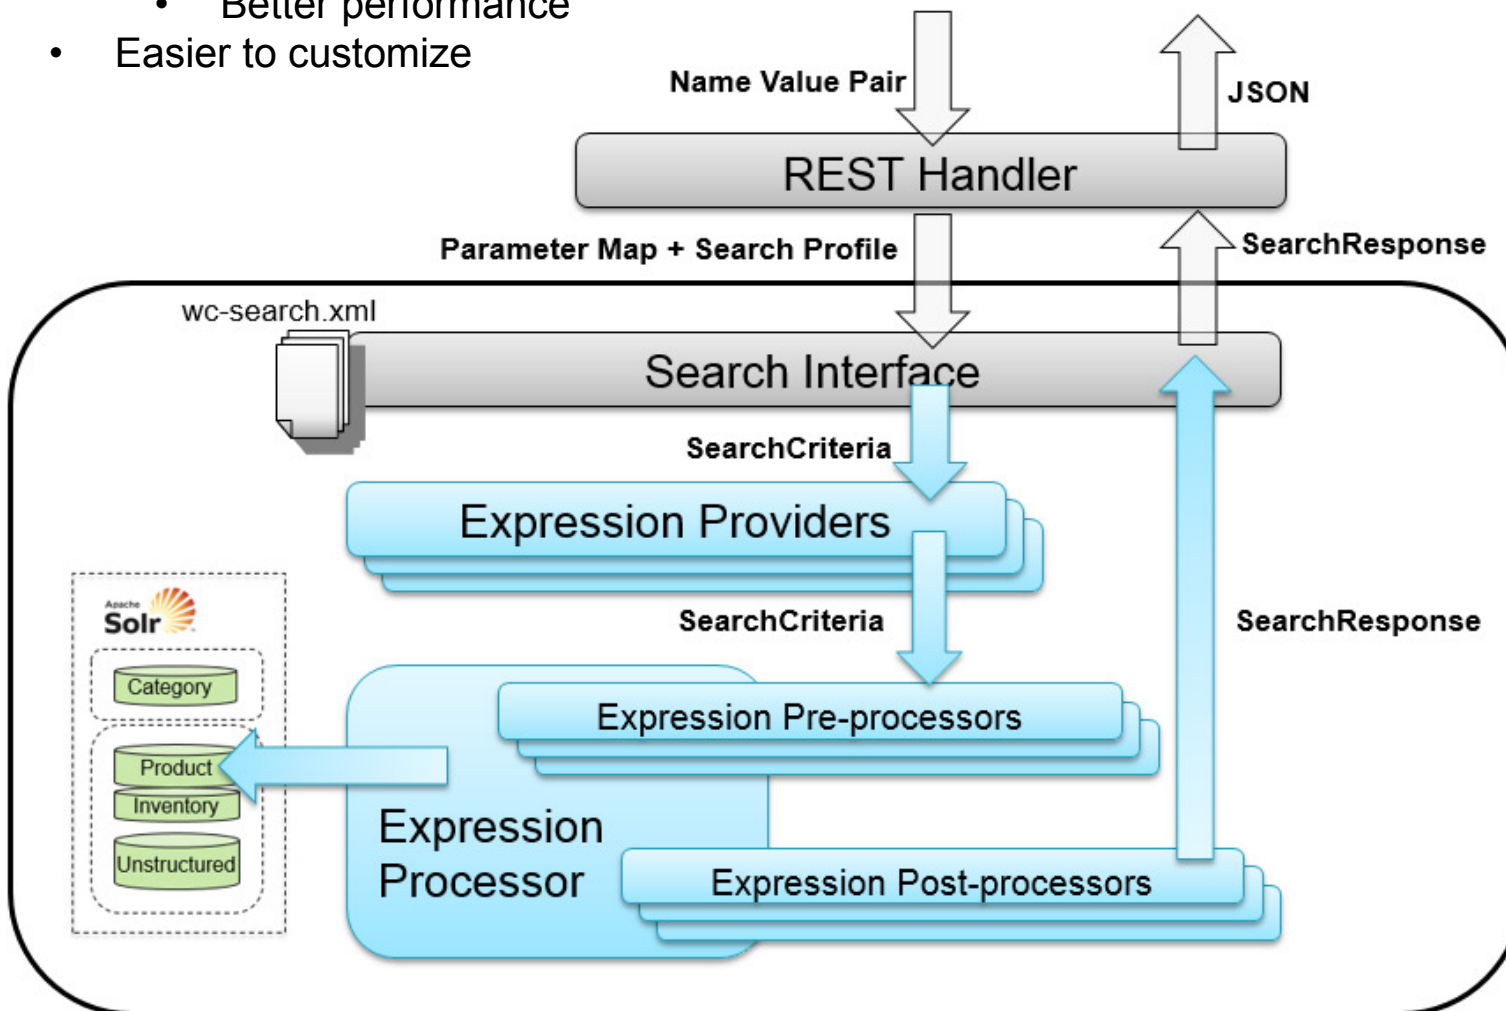 • Better performance
• Easier to customize
Name Value Pair
JSON
REST Handler
Parameter Map + Search Profile
SearchResponse
wc-search.xml
Search Interface
SearchCriteria
Expression Providers
Apache
Solr
SearchCriteria
SearchResponse
Category
Expression Pre-processors
Product
Inventory
Expression
Processor
Unstructured
Expression Post-processors